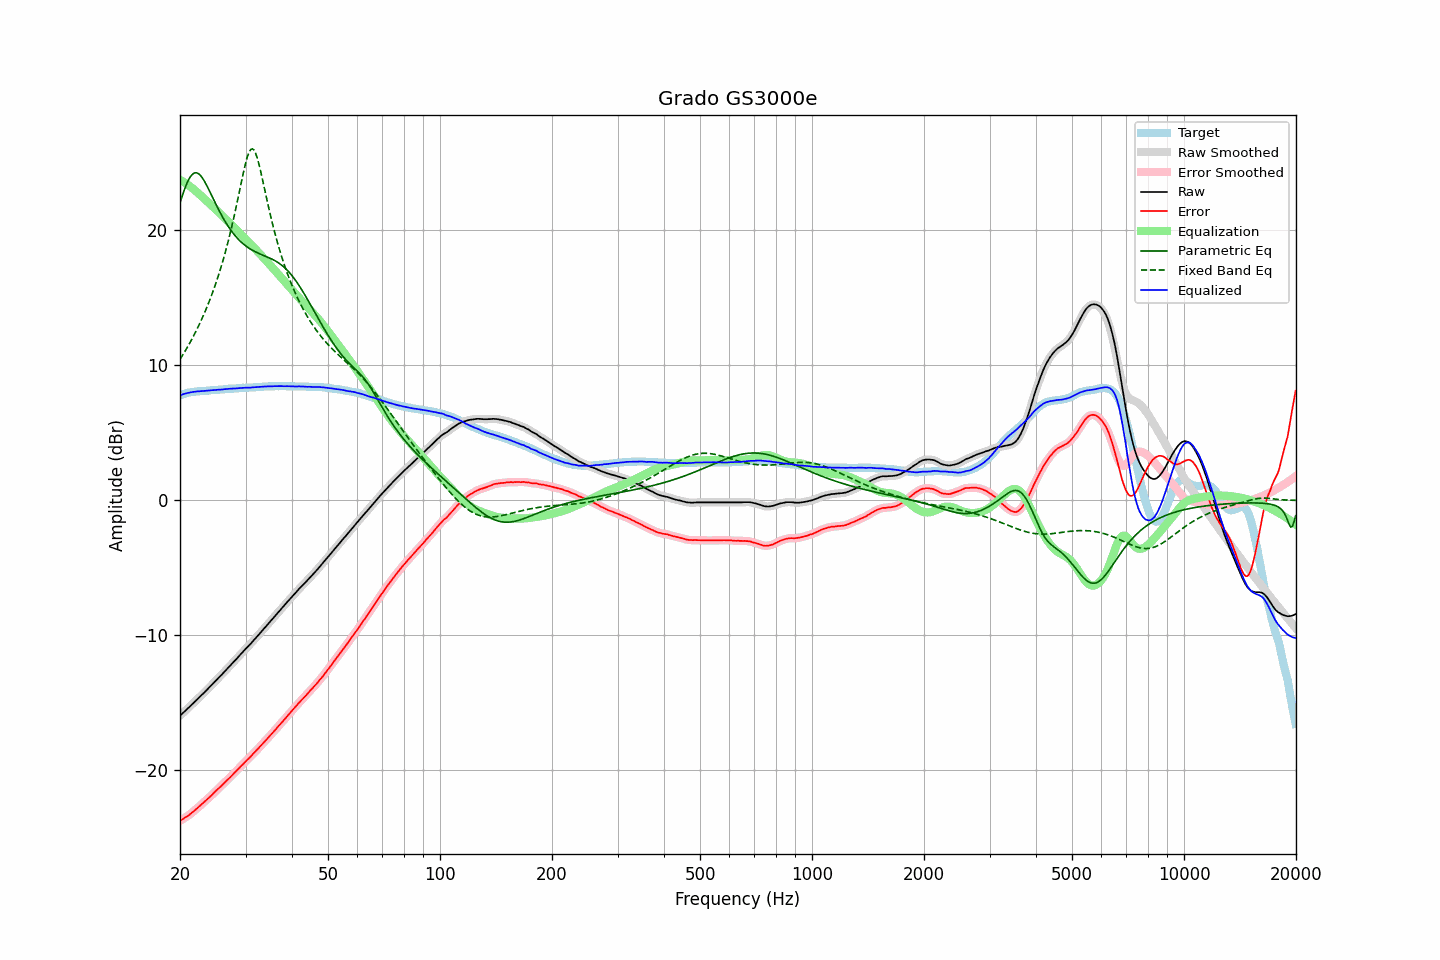 Grado GS3000e
Target
Raw Smoothed
Error Smoothed
Raw
Error
Equalization
Parametric Eq
Fixed Band Eq
Equalized
20
10
0
−10
−20
Amplitude (dBr)
20 50 100 200 500 1000 2000 5000 10000 20000
Frequency (Hz)